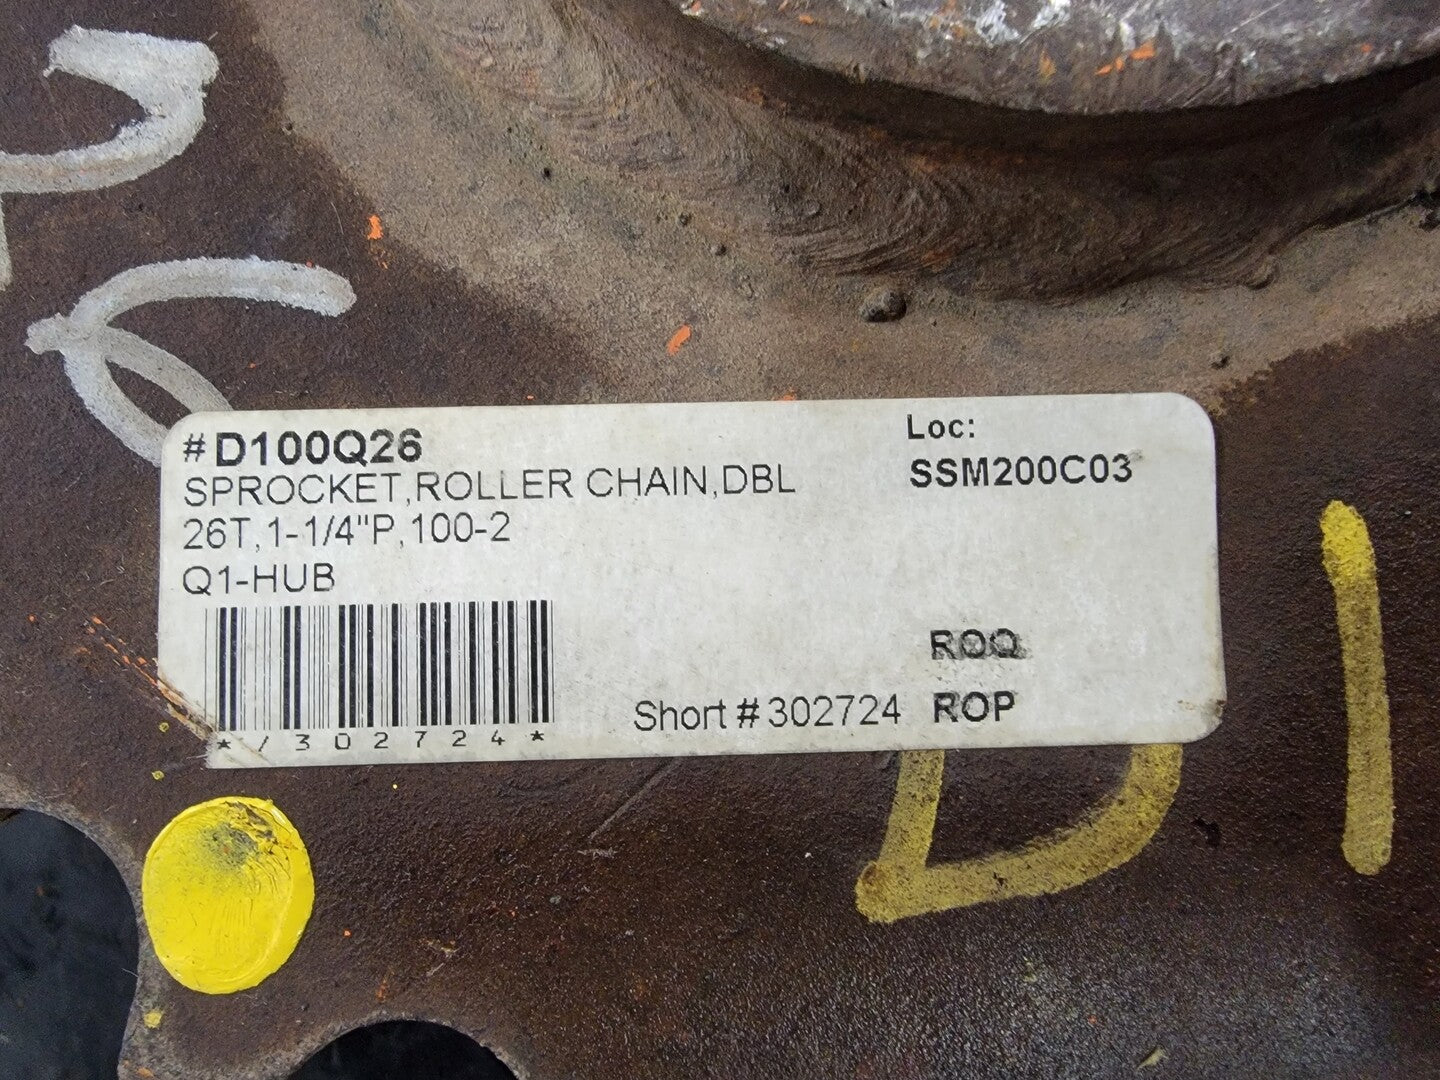 #D100Q26
SPROCKET,ROLLER CHAIN,DBL
26T,1-1/4"P,100-2
Q1-HUB
Loc:
SSM200C03
ROQ
Short # 302724 ROP
*/302724*
D1